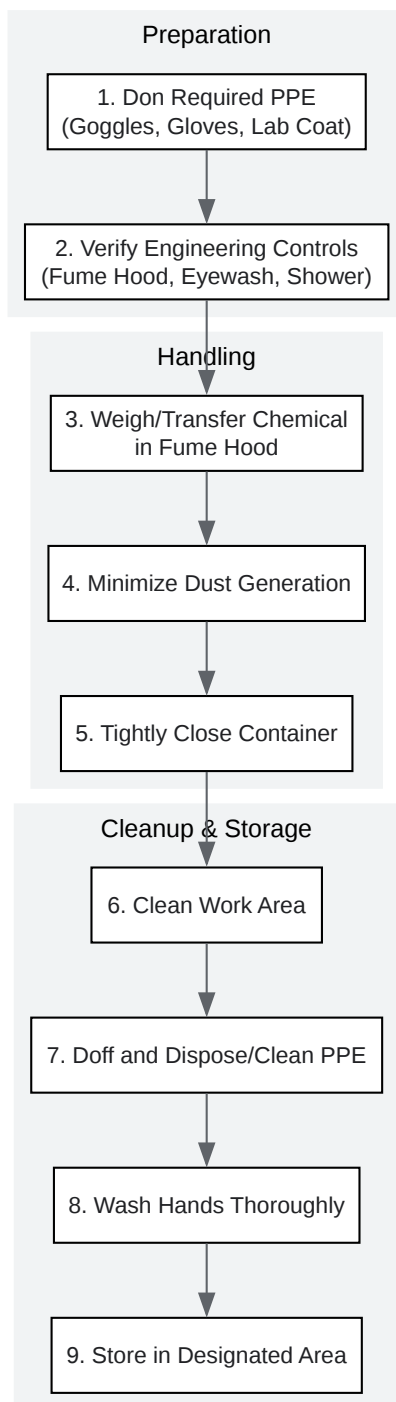 Preparation
1. Don Required PPE
(Goggles, Gloves, Lab Coat)
2. Verify Engineering Controls
(Fume Hood, Eyewash, Shower)
Handling
3. Weigh/Transfer Chemical
in Fume Hood
4. Minimize Dust Generation
5. Tightly Close Container
Cleanup & Storage
6. Clean Work Area
7. Doff and Dispose/Clean PPE
8. Wash Hands Thoroughly
9. Store in Designated Area